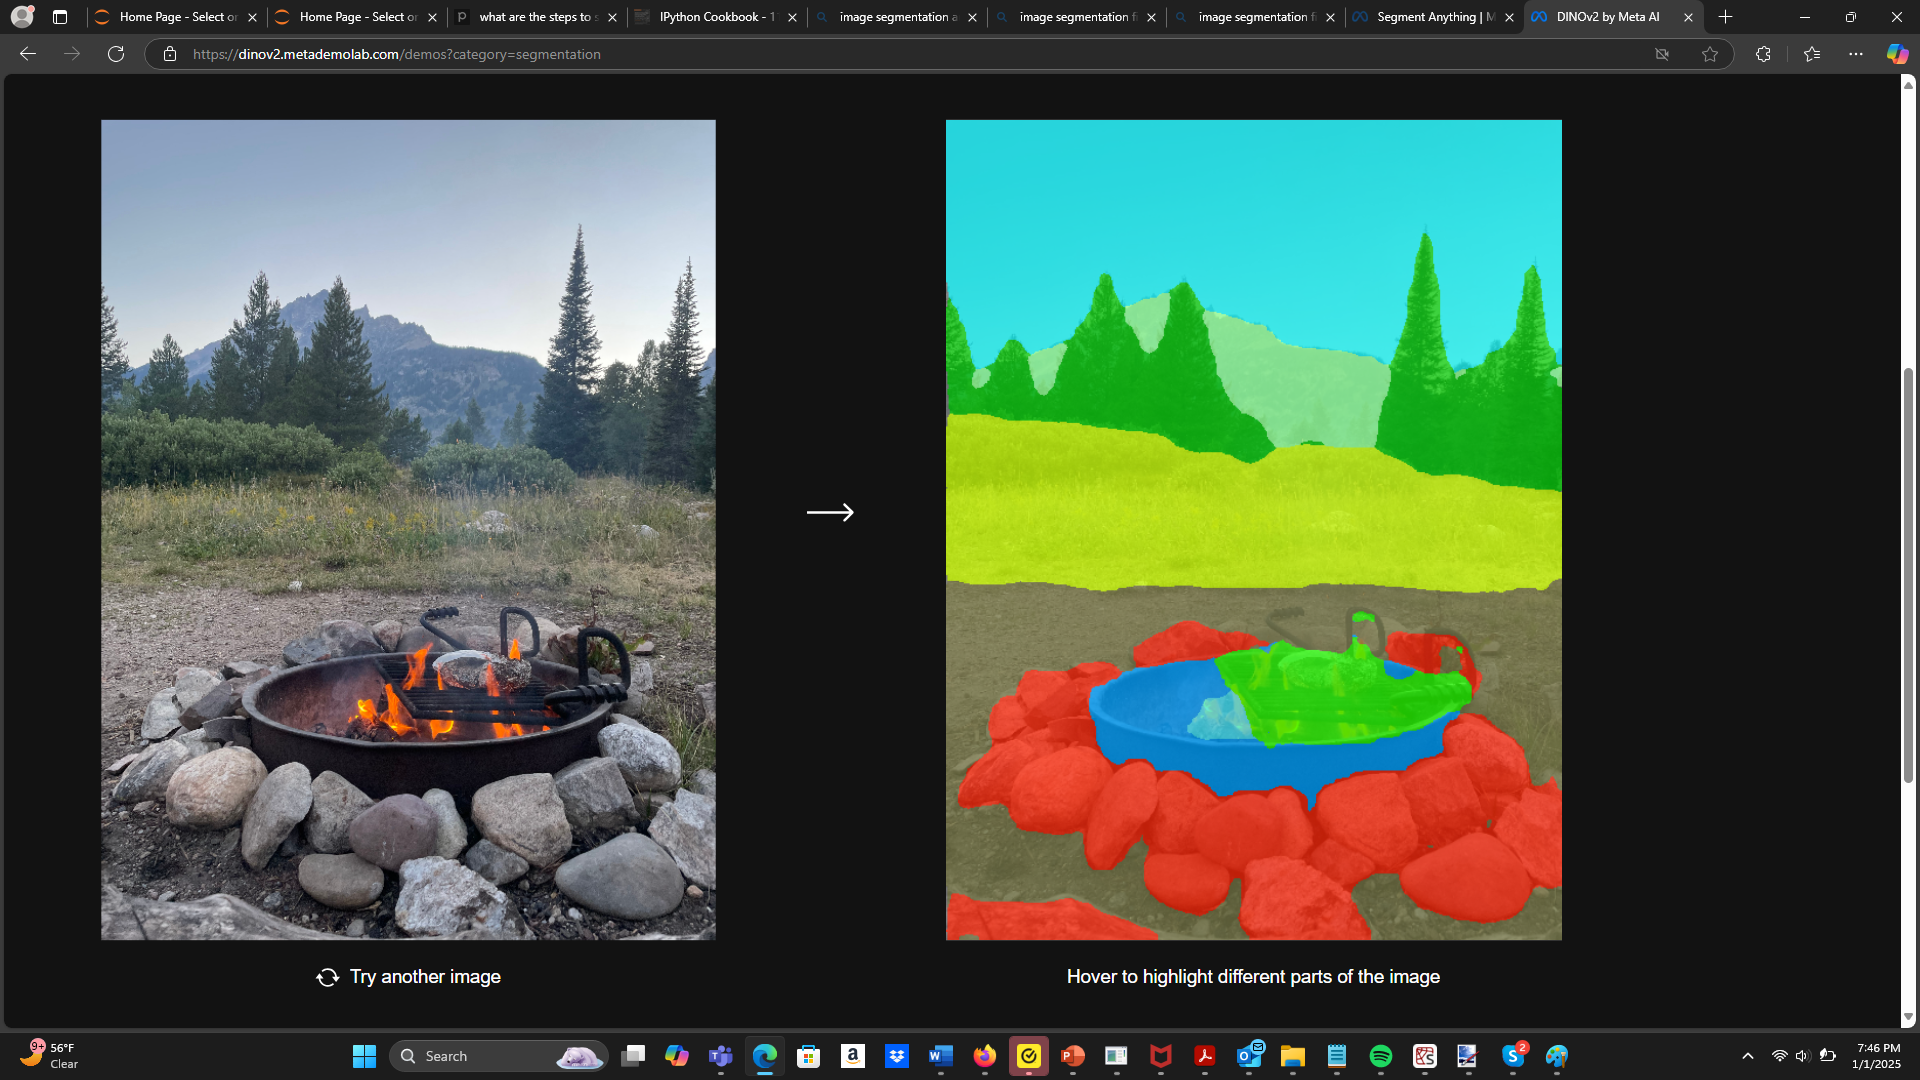 Home Page - Select or
Home Page - Select or
what are the steps to s
IPython Cookbook - 1
image segmentation a
image segmentation f
image segmentation f
Segment Anything | M
DINOv2 by Meta AI
https://dinov2.metademolab.com/demos?category=segmentation
Try another image
Hover to highlight different parts of the image
9+
56°F
Clear
Search
2
7:46 PM
1/1/2025